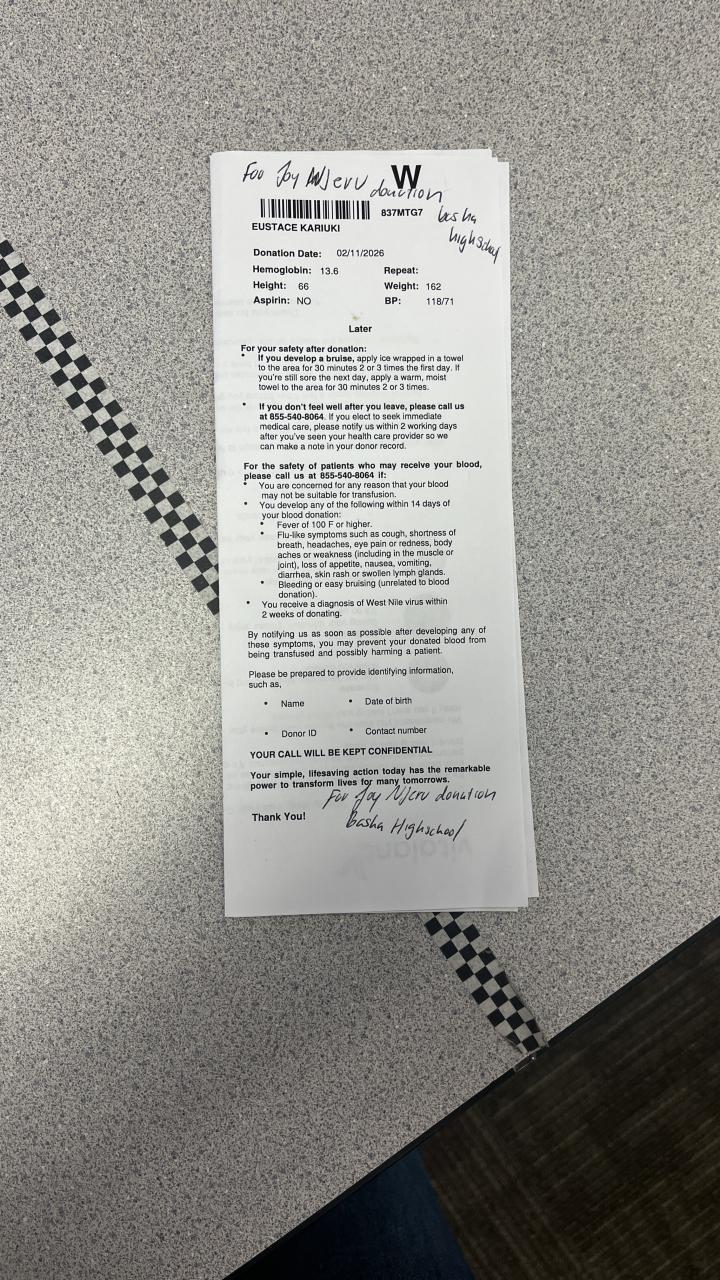 For Joy Njeru donation
W
837MTG7
basha
highschool
EUSTACE KARIUKI
Donation Date: 02/11/2026
Hemoglobin: 13.6 Repeat:
Height: 66 Weight: 162
Aspirin: NO BP: 118/71
Later
For your safety after donation:
• If you develop a bruise, apply ice wrapped in a towel
to the area for 30 minutes 2 or 3 times the first day. If
you're still sore the next day, apply a warm, moist
towel to the area for 30 minutes 2 or 3 times.
• If you don't feel well after you leave, please call us
at 855-540-8064. If you elect to seek immediate
medical care, please notify us within 2 working days
after you've seen your health care provider so we
can make a note in your donor record.
For the safety of patients who may receive your blood,
please call us at 855-540-8064 if:
• You are concerned for any reason that your blood
may not be suitable for transfusion.
• You develop any of the following within 14 days of
your blood donation:
• Fever of 100 F or higher.
• Flu-like symptoms such as cough, shortness of
breath, headaches, eye pain or redness, body
aches or weakness (including in the muscle or
joint), loss of appetite, nausea, vomiting,
diarrhea, skin rash or swollen lymph glands.
• Bleeding or easy bruising (unrelated to blood
donation).
• You receive a diagnosis of West Nile virus within
2 weeks of donating.
By notifying us as soon as possible after developing any of
these symptoms, you may prevent your donated blood from
being transfused and possibly harming a patient.
Please be prepared to provide identifying information,
such as,
• Name • Date of birth
• Donor ID • Contact number
YOUR CALL WILL BE KEPT CONFIDENTIAL
Your simple, lifesaving action today has the remarkable
power to transform lives for many tomorrows.
For Joy Njeru donation
Thank You! Basha Highschool